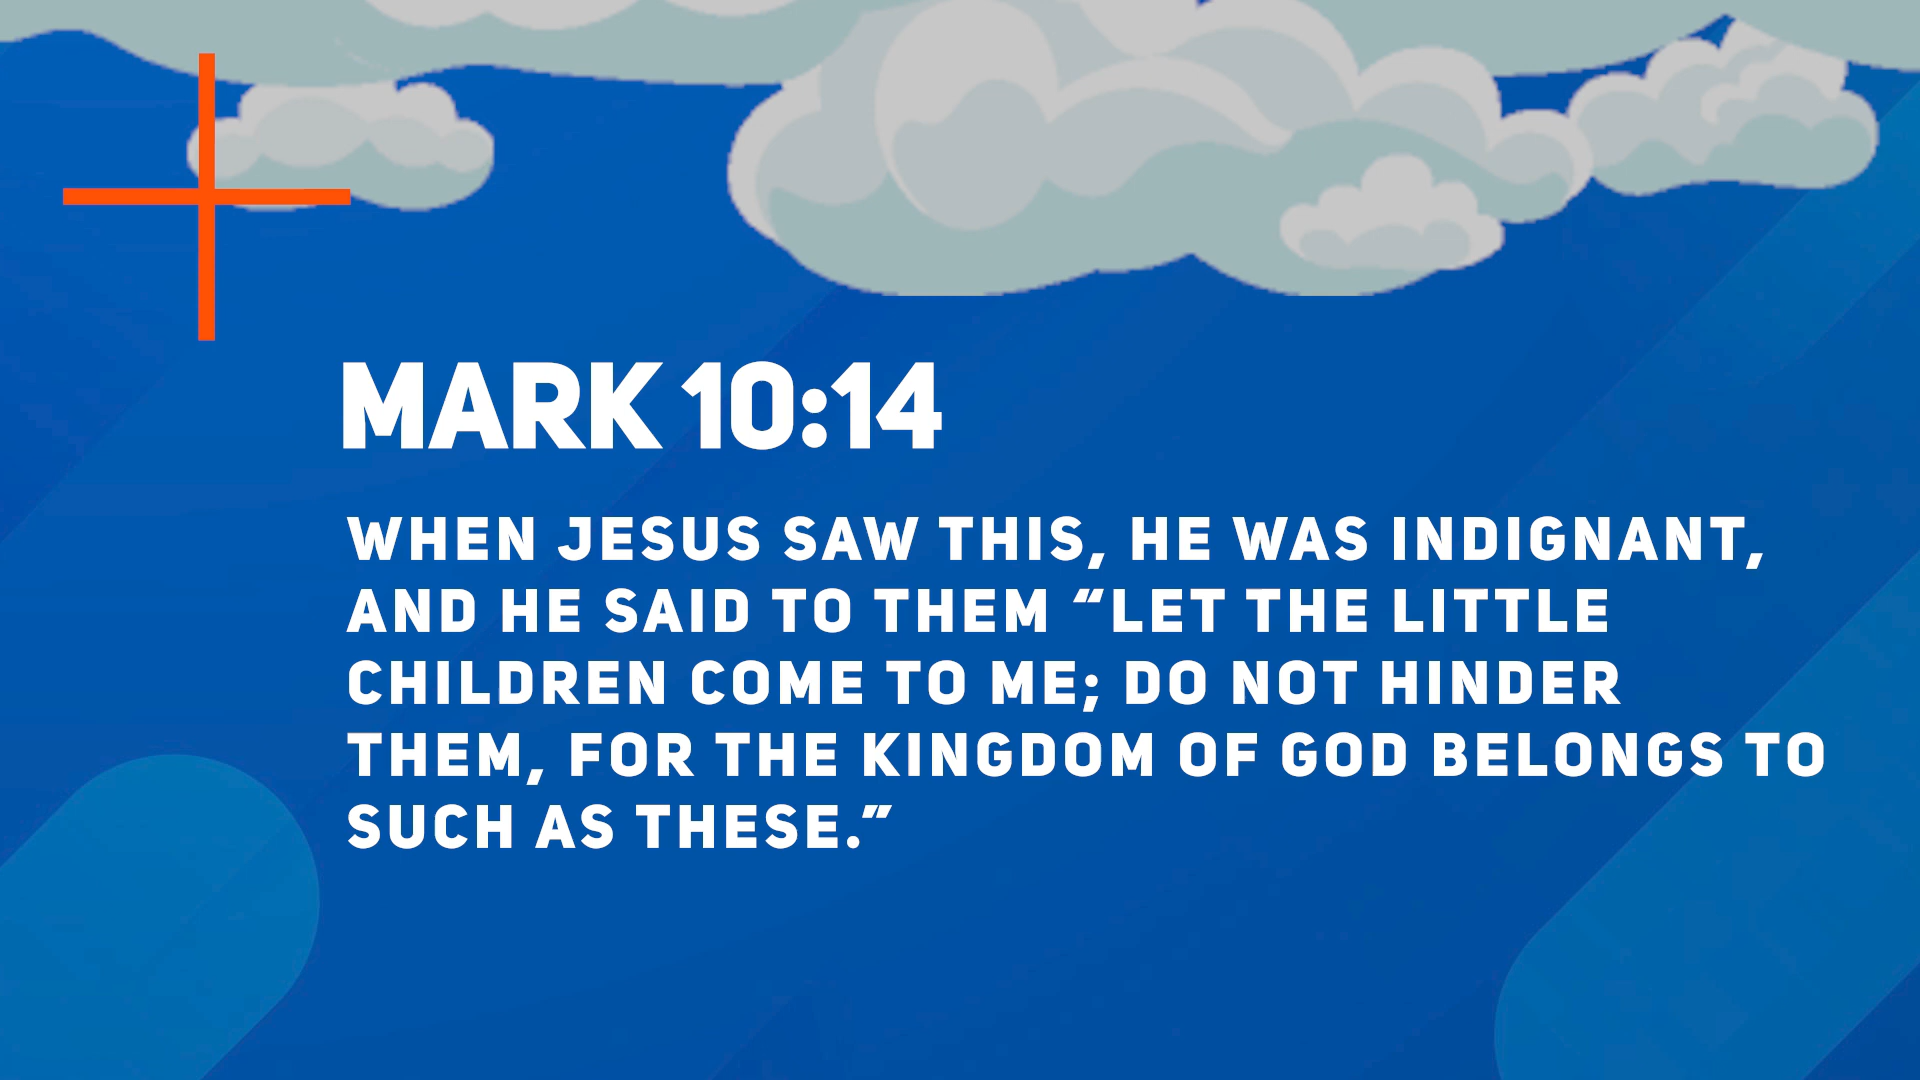 MARK 10:14
WHEN JESUS SAW THIS, HE WAS INDIGNANT,
AND HE SAID TO THEM “LET THE LITTLE
CHILDREN COME TO ME; DO NOT HINDER
THEM, FOR THE KINGDOM OF GOD BELONGS TO
SUCH AS THESE.”